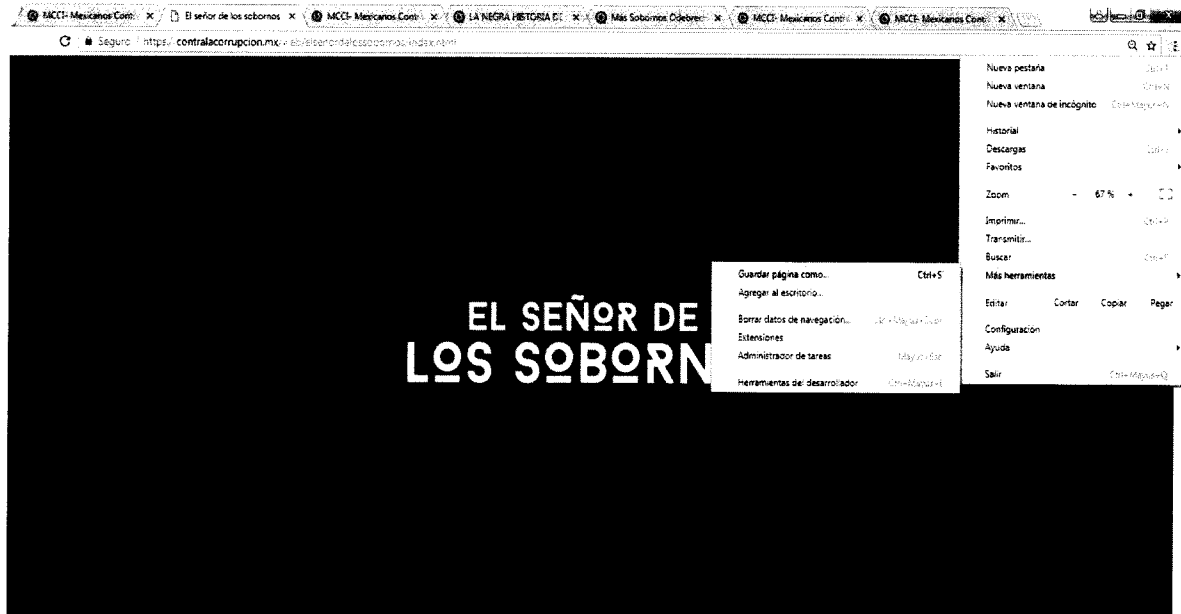 MCCI- Mexicanos Cont El señor de los sobornos MCCI- Mexicanos Cont LA NEGRA HISTORIA DE Más Sobornos Odebrec MCCI- Mexicanos Contr MCCI- Mexicanos Cont
Seguro https:/ contralacorrupcion.mx
Nueva pestaña
Nueva ventana
Nueva ventana de incógnito
Historial
Descargas
Favoritos
Zoom - 67 % +
Imprimir...
Transmitir...
Buscar
Más herramientas
Editar Cortar Copiar Pegar
Configuración
Ayuda
Salir
Guardar página como... Ctrl+S
Agregar al escritorio...
Borrar datos de navegación...
Extensiones
Administrador de tareas
Herramientas del desarrollador
EL SEÑOR DE
LOS SOBORN